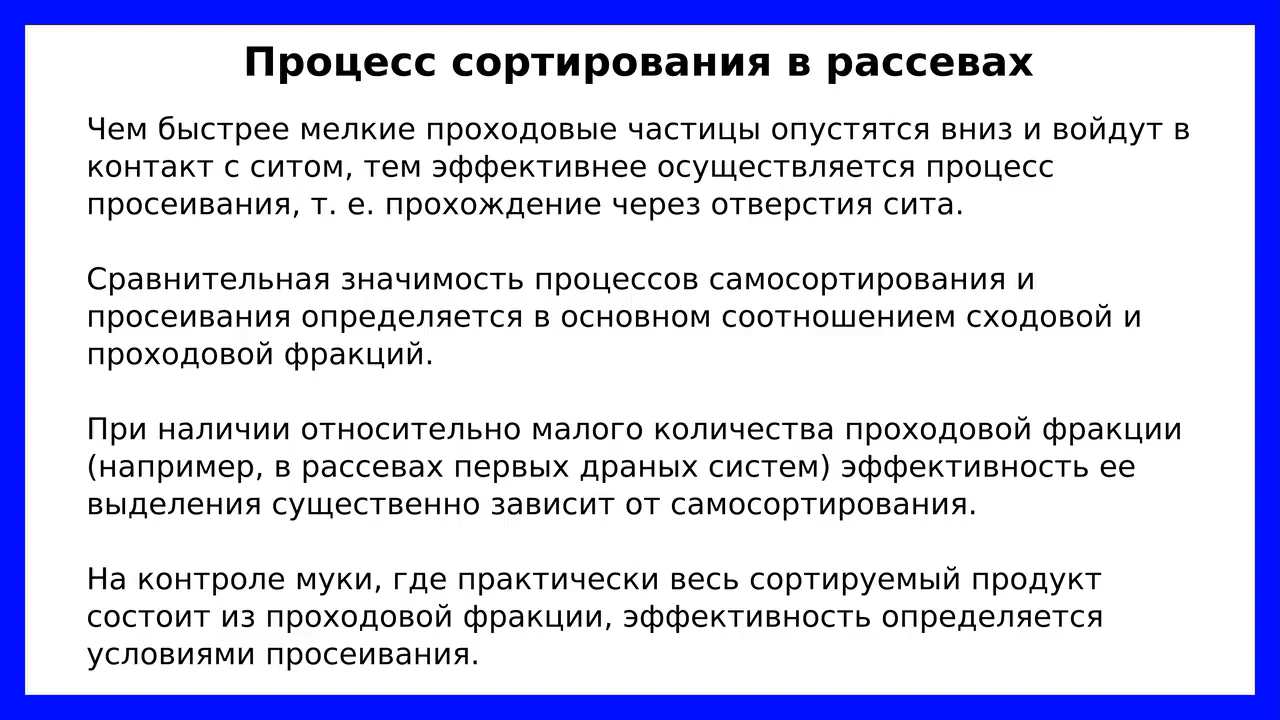 Процесс сортирования в рассевах
Чем быстрее мелкие проходовые частицы опустятся вниз и войдут в
контакт с ситом, тем эффективнее осуществляется процесс
просеивания, т. е. прохождение через отверстия сита.
Сравнительная значимость процессов самосортирования и
просеивания определяется в основном соотношением сходовой и
проходовой фракций.
При наличии относительно малого количества проходовой фракции
(например, в рассевах первых драных систем) эффективность ее
выделения существенно зависит от самосортирования.
На контроле муки, где практически весь сортируемый продукт
состоит из проходовой фракции, эффективность определяется
условиями просеивания.